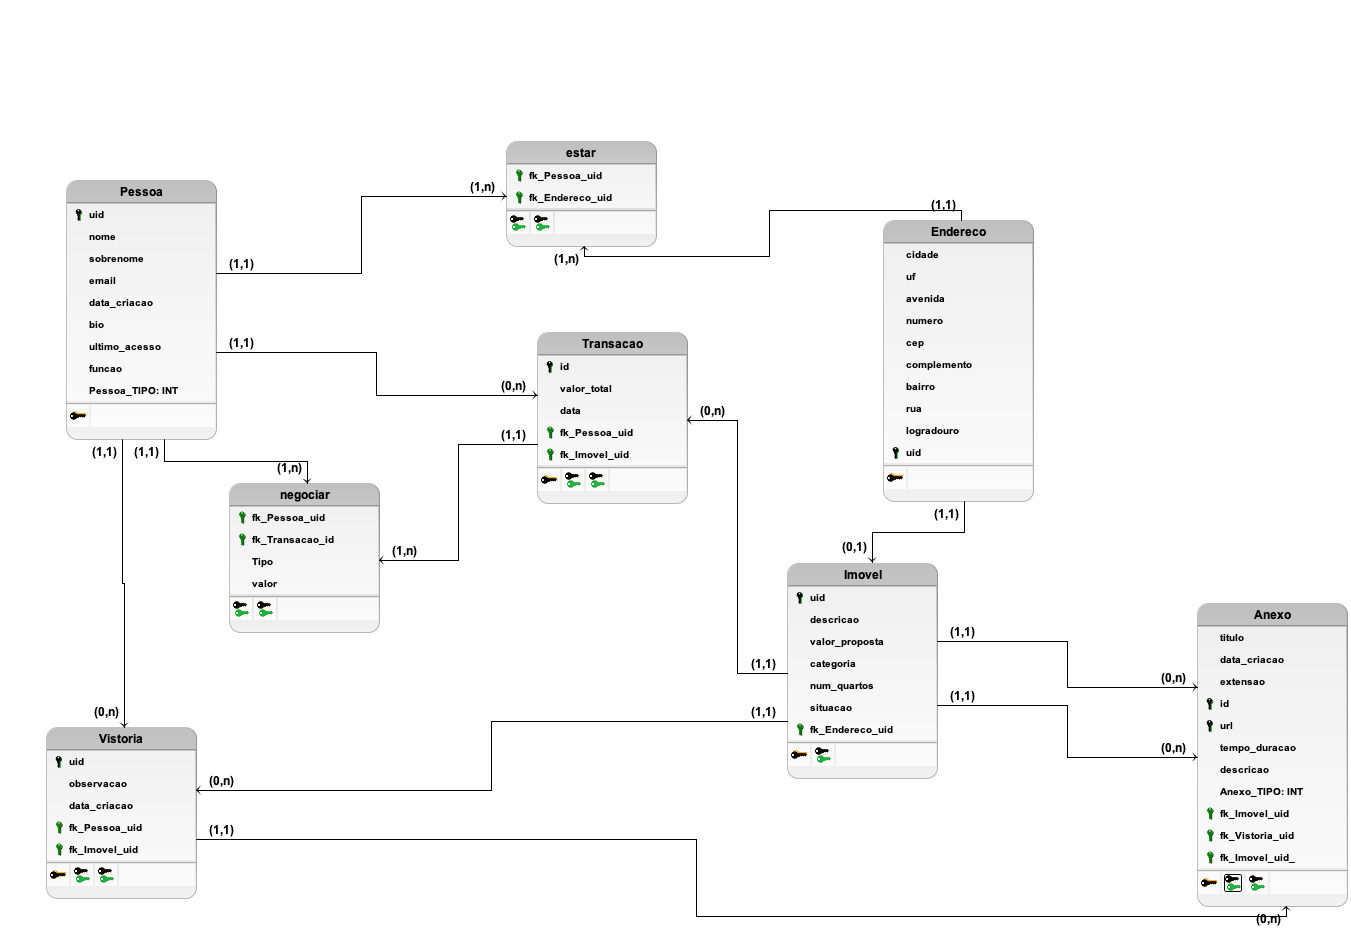 estar
fk_Pessoa_uid
fk_Endereco_uid
(1,n)
(1,n)
Pessoa
uid
nome
sobrenome
email
data_criacao
bio
ultimo_acesso
funcao
Pessoa_TIPO: INT
(1,1)
(1,1)
(1,1)
(1,1)
(1,1)
Endereco
cidade
uf
avenida
numero
cep
complemento
bairro
rua
logradouro
uid
(1,1)
Transacao
id
valor_total
data
fk_Pessoa_uid
fk_Imovel_uid
(0,n)
(0,n)
(1,1)
(1,n)
negociar
fk_Pessoa_uid
fk_Transacao_id
Tipo
valor
(1,n)
(0,1)
Imovel
uid
descricao
valor_proposta
categoria
num_quartos
situacao
fk_Endereco_uid
(1,1)
(1,1)
(1,1)
(1,1)
Anexo
titulo
data_criacao
extensao
id
url
tempo_duracao
descricao
Anexo_TIPO: INT
fk_Imovel_uid
fk_Vistoria_uid
fk_Imovel_uid_
(0,n)
(0,n)
(0,n)
(0,n)
Vistoria
uid
observacao
data_criacao
fk_Pessoa_uid
fk_Imovel_uid
(0,n)
(1,1)